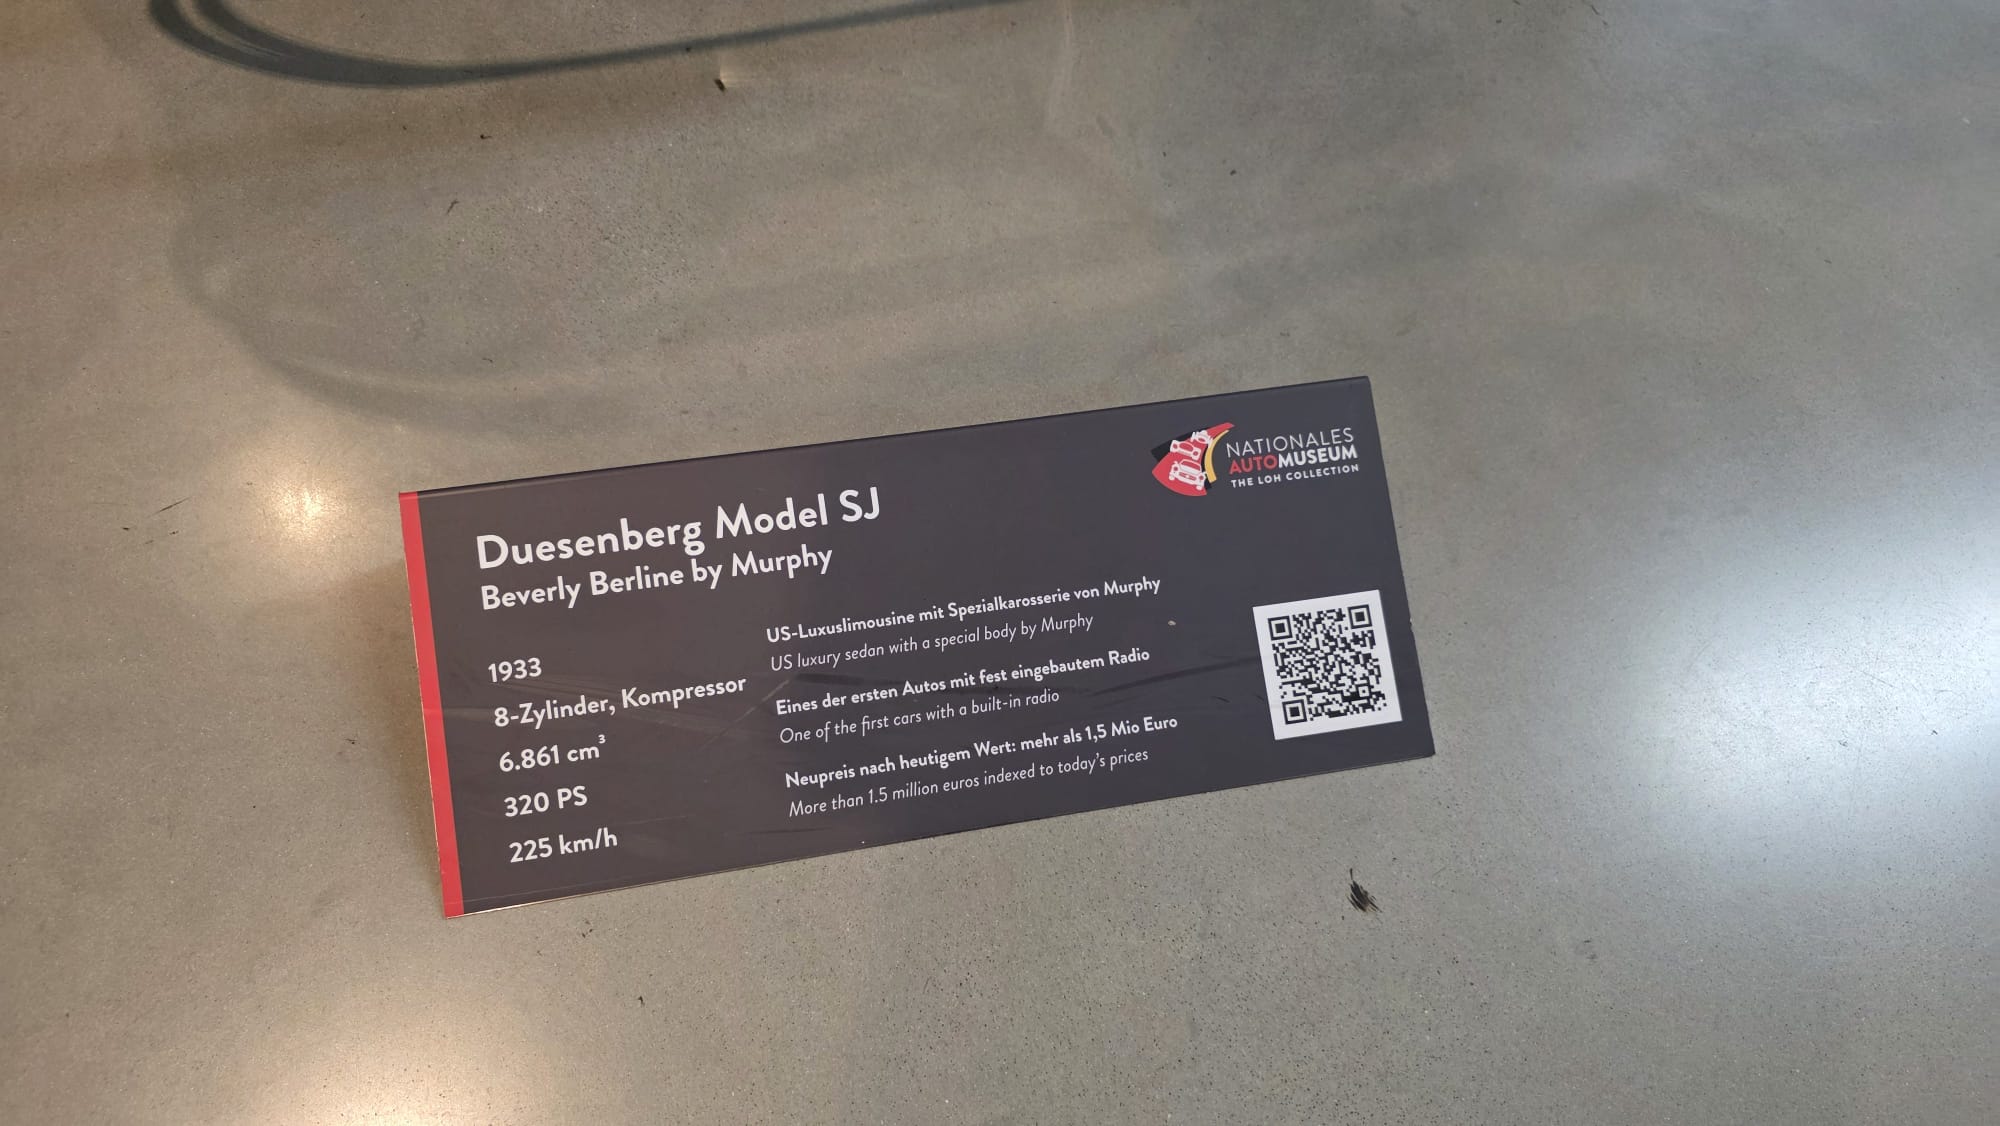 NATIONALES
AUTOMUSEUM
THE LOH COLLECTION
Duesenberg Model SJ
Beverly Berline by Murphy
1933
8-Zylinder, Kompressor
6.861 cm³
320 PS
225 km/h
US-Luxuslimousine mit Spezialkarosserie von Murphy
US luxury sedan with a special body by Murphy
Eines der ersten Autos mit fest eingebautem Radio
One of the first cars with a built-in radio
Neupreis nach heutigem Wert: mehr als 1,5 Mio Euro
More than 1.5 million euros indexed to today's prices